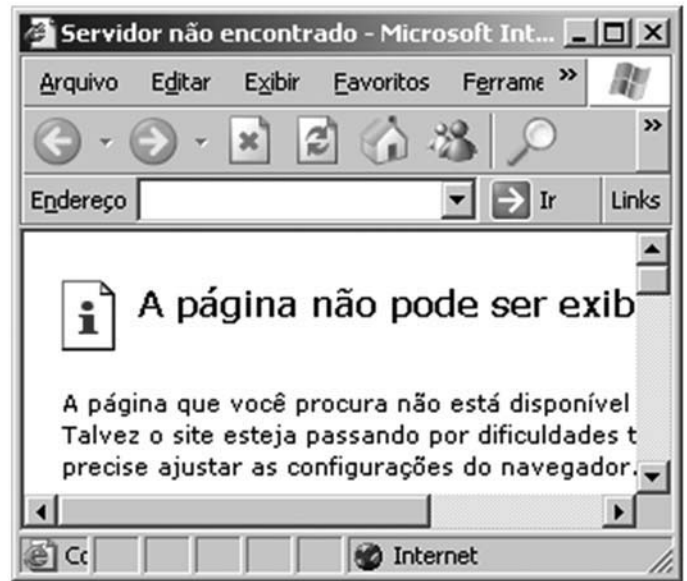 Servidor não encontrado - Microsoft Int...
Arquivo Editar Exibir Favoritos Ferrame »
»
Endereço Ir Links
A página não pode ser exib
A página que você procura não está disponível
Talvez o site esteja passando por dificuldades t
precise ajustar as configurações do navegador.
Internet